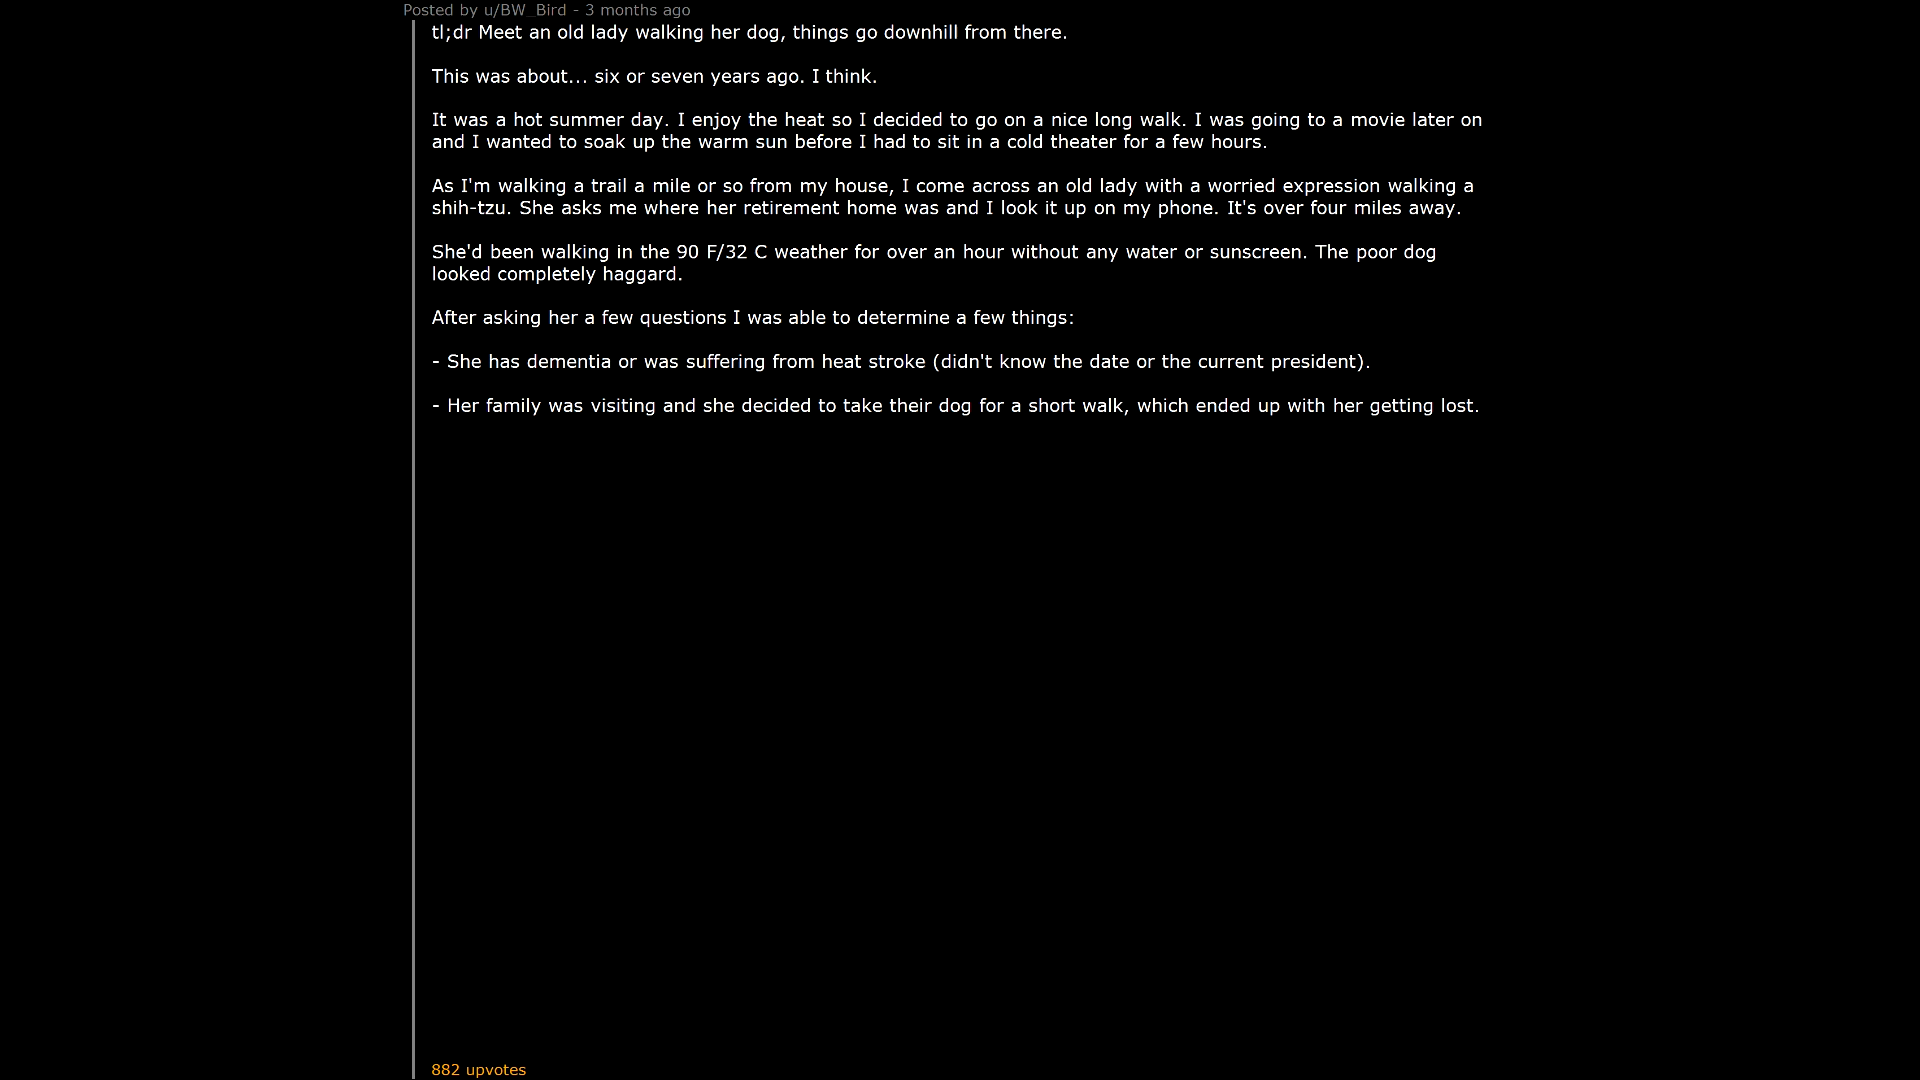 Posted by u/BW_Bird - 3 months ago
tl;dr Meet an old lady walking her dog, things go downhill from there.
This was about... six or seven years ago. I think.
It was a hot summer day. I enjoy the heat so I decided to go on a nice long walk. I was going to a movie later on
and I wanted to soak up the warm sun before I had to sit in a cold theater for a few hours.
As I'm walking a trail a mile or so from my house, I come across an old lady with a worried expression walking a
shih-tzu. She asks me where her retirement home was and I look it up on my phone. It's over four miles away.
She'd been walking in the 90 F/32 C weather for over an hour without any water or sunscreen. The poor dog
looked completely haggard.
After asking her a few questions I was able to determine a few things:
- She has dementia or was suffering from heat stroke (didn't know the date or the current president).
- Her family was visiting and she decided to take their dog for a short walk, which ended up with her getting lost.
882 upvotes